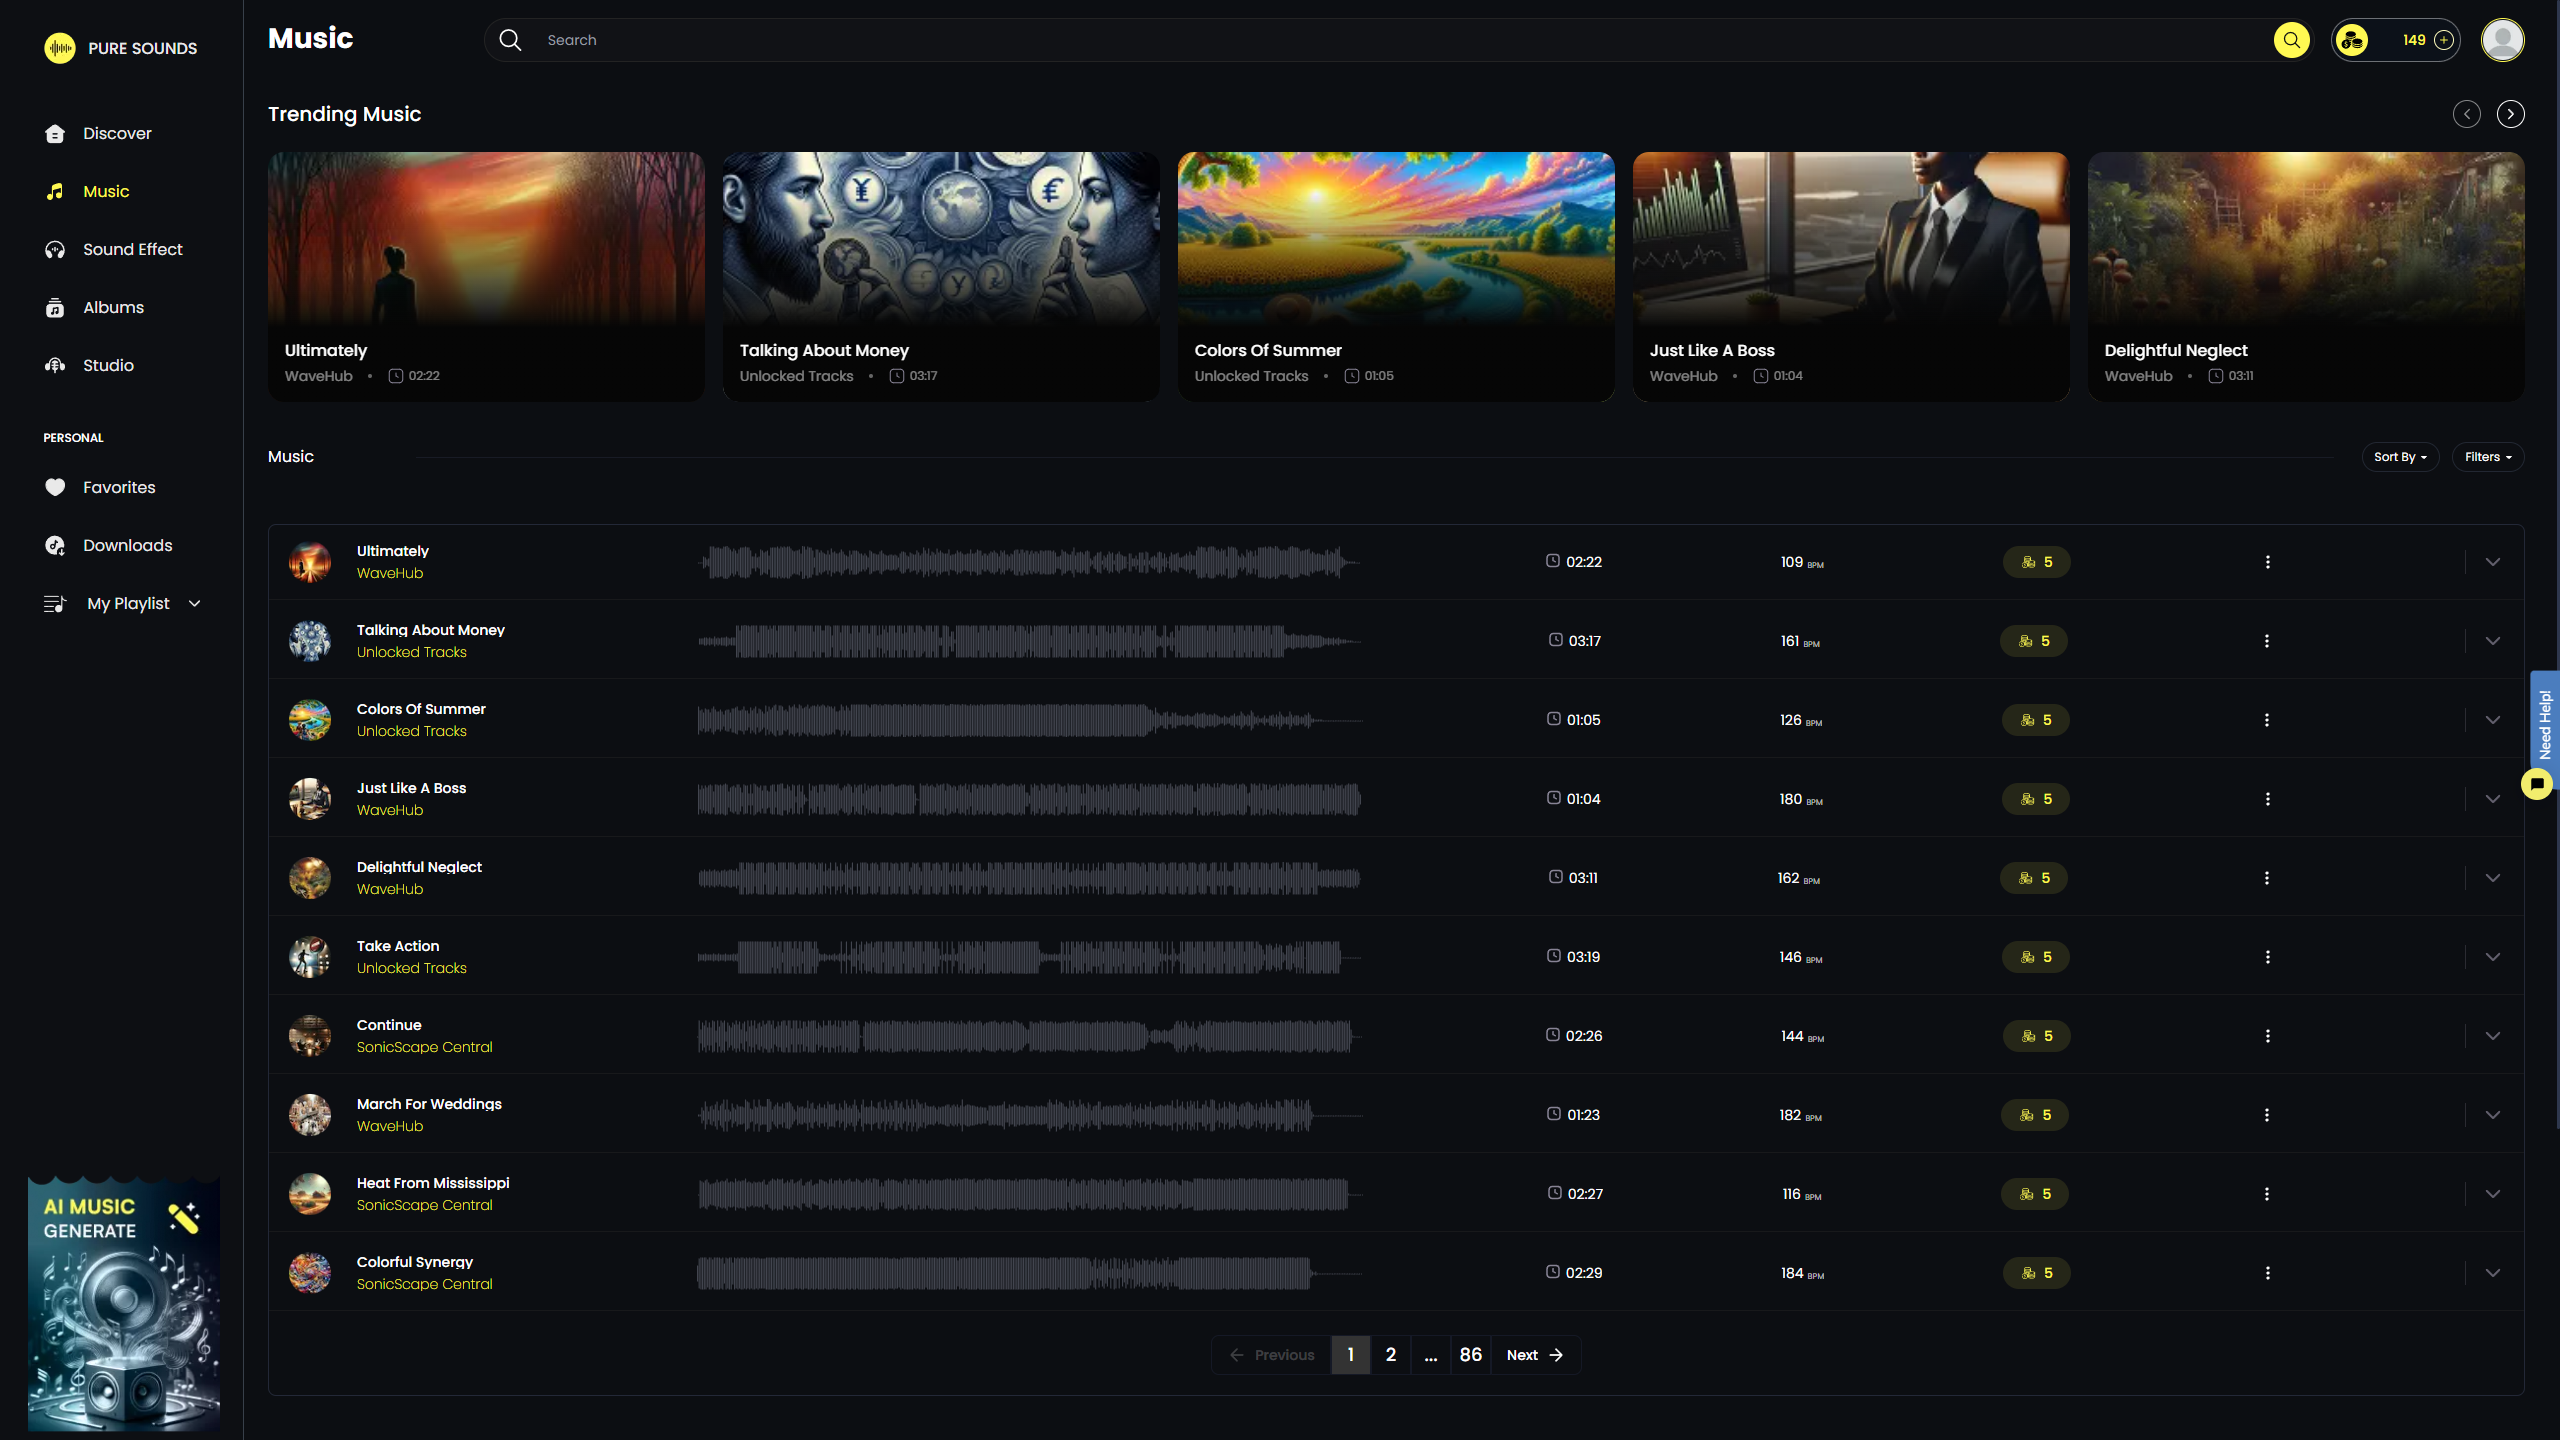 PURE SOUNDS
Music
Search
149
Discover
Music
Sound Effect
Albums
Studio
PERSONAL
Favorites
Downloads
My Playlist
AI MUSIC
GENERATE
Trending Music
Ultimately
WaveHub • 02:22
Talking About Money
Unlocked Tracks • 03:17
Colors Of Summer
Unlocked Tracks • 01:05
Just Like A Boss
WaveHub • 01:04
Delightful Neglect
WaveHub • 03:11
Music
Sort By
Filters
Ultimately
WaveHub
02:22
109 BPM
5
Talking About Money
Unlocked Tracks
03:17
161 BPM
5
Colors Of Summer
Unlocked Tracks
01:05
126 BPM
5
Just Like A Boss
WaveHub
01:04
180 BPM
5
Delightful Neglect
WaveHub
03:11
162 BPM
5
Take Action
Unlocked Tracks
03:19
146 BPM
5
Continue
SonicScape Central
02:26
144 BPM
5
March For Weddings
WaveHub
01:23
182 BPM
5
Heat From Mississippi
SonicScape Central
02:27
116 BPM
5
Colorful Synergy
SonicScape Central
02:29
184 BPM
5
Previous 1 2 ... 86 Next
Need Help!